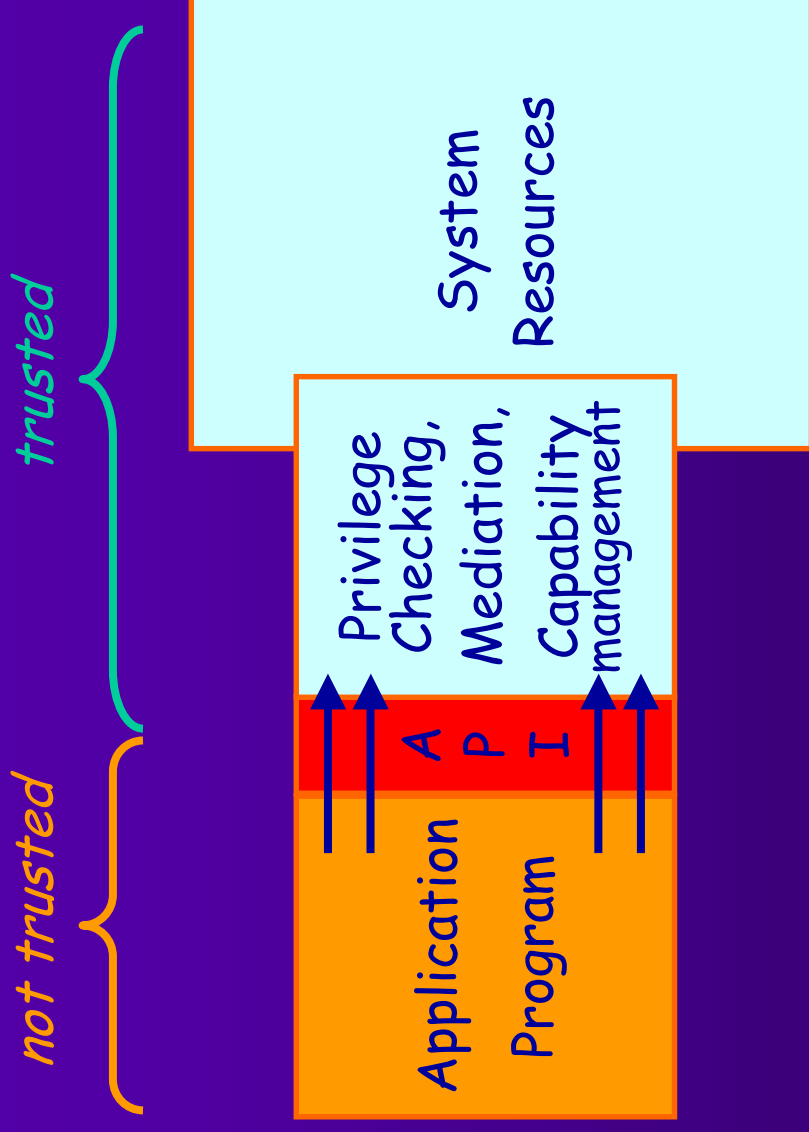 not trusted
trusted
Application
Program
A
P
I
Privilege
Checking,
Mediation,
Capability
management
System
Resources